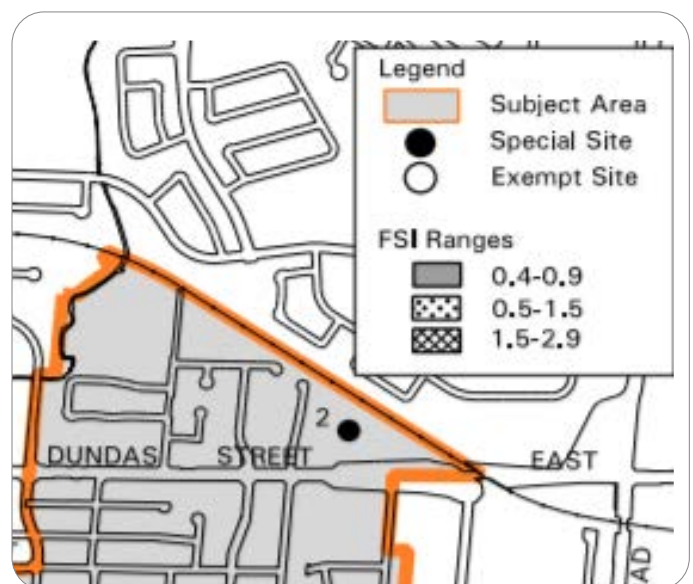 Legend
Subject Area
Special Site
Exempt Site
FSI Ranges
0.4-0.9
0.5-1.5
1.5-2.9
2
DUNDAS STREET EAST
AD